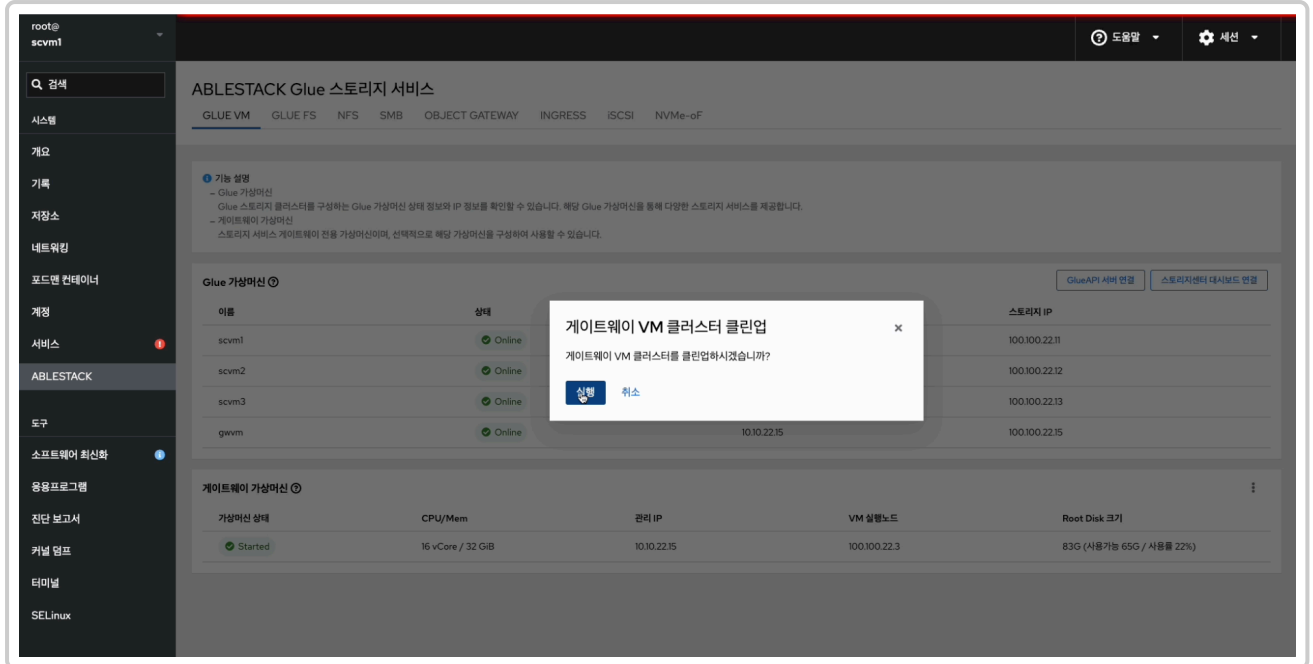 root@
scvm1
도움말
세션
검색
시스템
개요
기록
저장소
네트워킹
포드맨 컨테이너
계정
서비스
ABLESTACK
도구
소프트웨어 최신화
응용프로그램
진단 보고서
커널 덤프
터미널
SELinux
ABLESTACK Glue 스토리지 서비스
GLUE VM GLUE FS NFS SMB OBJECT GATEWAY INGRESS iSCSI NVMe-oF
기능 설명
– Glue 가상머신
Glue 스토리지 클러스터를 구성하는 Glue 가상머신 상태 정보와 IP 정보를 확인할 수 있습니다. 해당 Glue 가상머신을 통해 다양한 스토리지 서비스를 제공합니다.
– 게이트웨이 가상머신
스토리지 서비스 게이트웨이 전용 가상머신이며, 선택적으로 해당 가상머신을 구성하여 사용할 수 있습니다.
Glue 가상머신
GlueAPI 서버 연결 스토리지센터 대시보드 연결
이름 상태 스토리지 IP
scvm1 Online 100.100.22.11
scvm2 Online 100.100.22.12
scvm3 Online 100.100.22.13
gwvm Online 10.10.22.15 100.100.22.15
게이트웨이 VM 클러스터 클린업
게이트웨이 VM 클러스터를 클린업하시겠습니까?
실행 취소
게이트웨이 가상머신
가상머신 상태 CPU/Mem 관리 IP VM 실행노드 Root Disk 크기
Started 16 vCore / 32 GiB 10.10.22.15 100.100.22.3 83G (사용가능 65G / 사용률 22%)